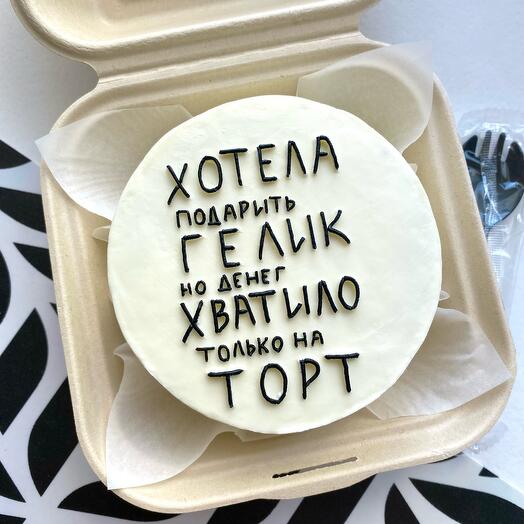 ХОТЕЛА
ПОДАРИТЬ
ГЕЛИК
НО ДЕНЕГ
ХВАТИЛО
ТОЛЬКО НА
ТОРТ